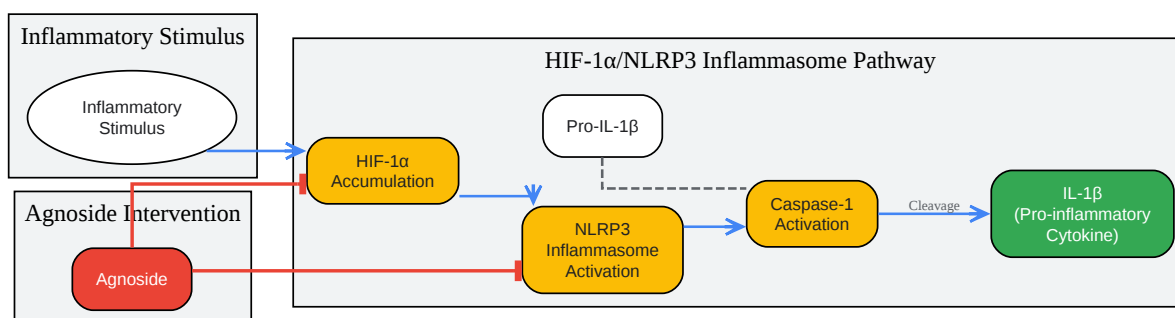 Inflammatory Stimulus
Inflammatory
Stimulus
Agnoside Intervention
Agnoside
HIF-1α/NLRP3 Inflammasome Pathway
Pro-IL-1β
HIF-1α
Accumulation
NLRP3
Inflammasome
Activation
Caspase-1
Activation
Cleavage
IL-1β
(Pro-inflammatory
Cytokine)